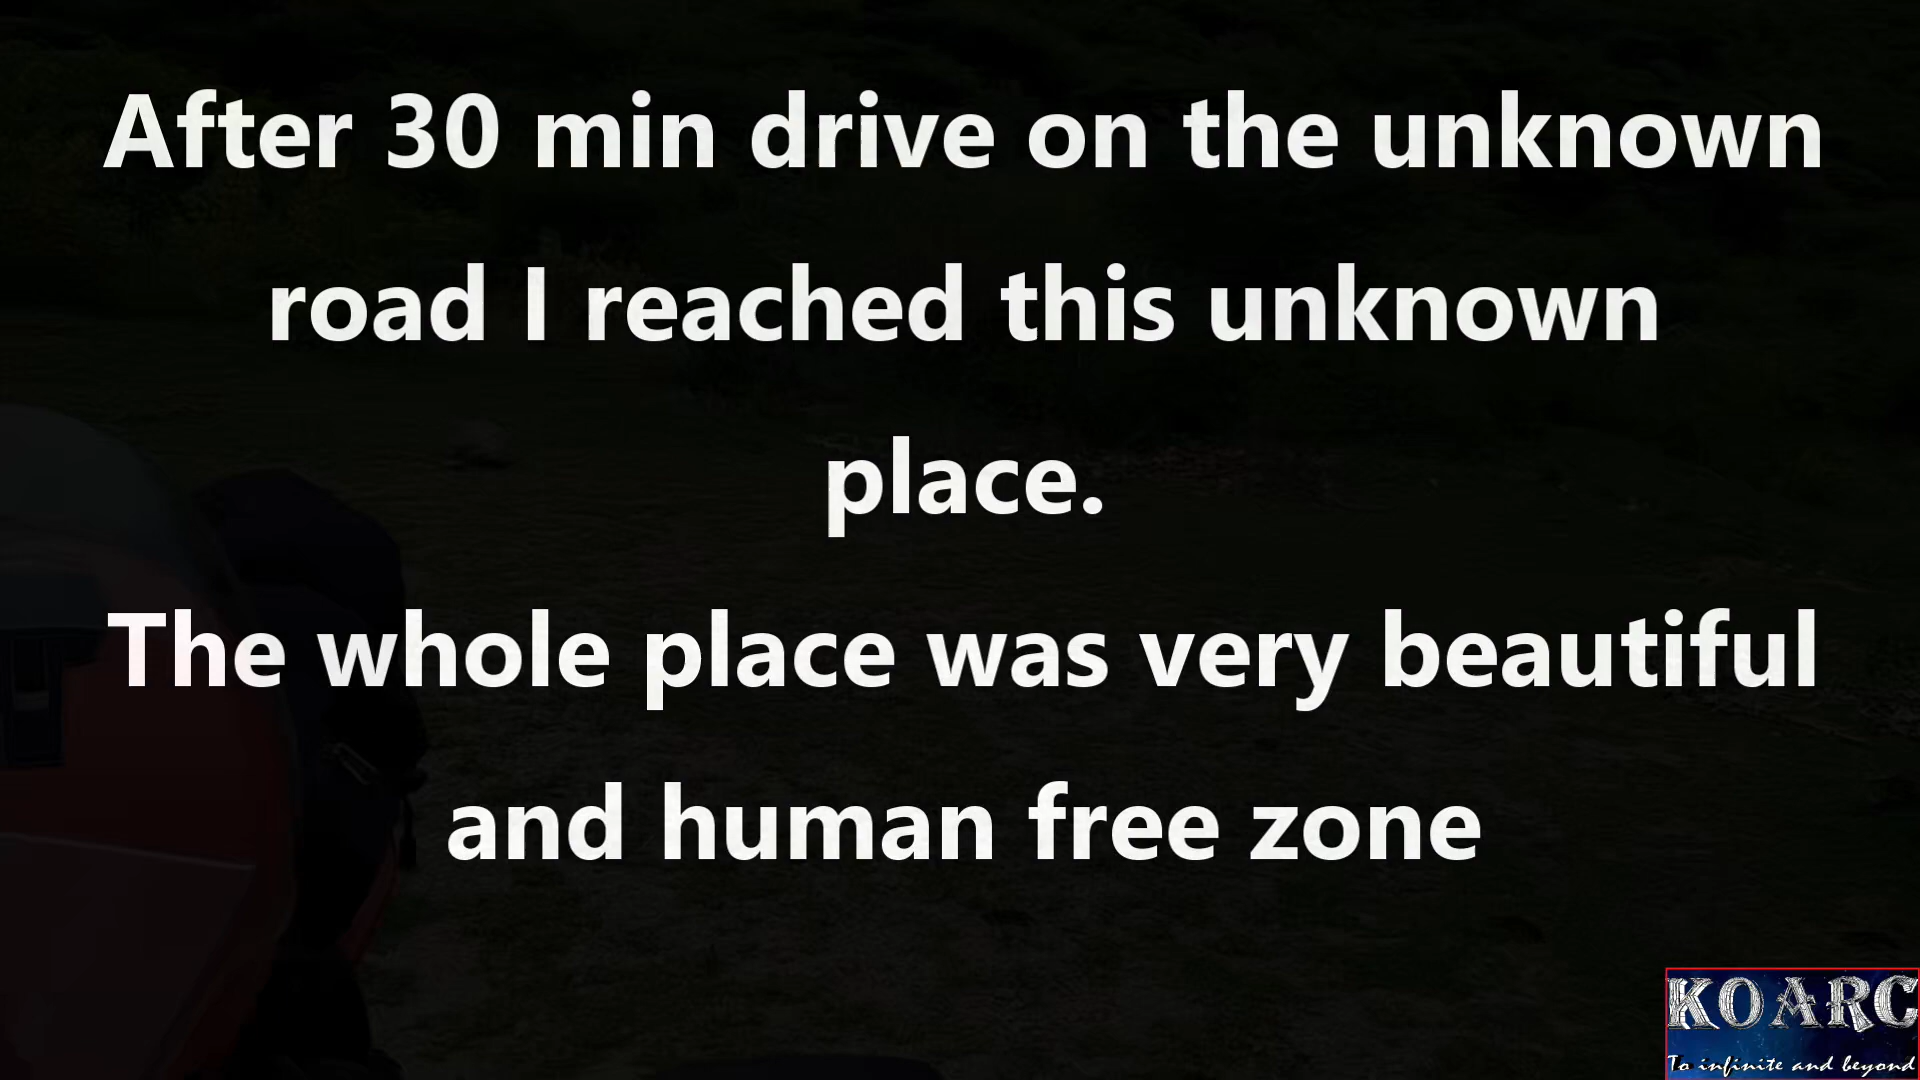 After 30 min drive on the unknown
road I reached this unknown
place.
The whole place was very beautiful
and human free zone
KOARC
To infinite and beyond